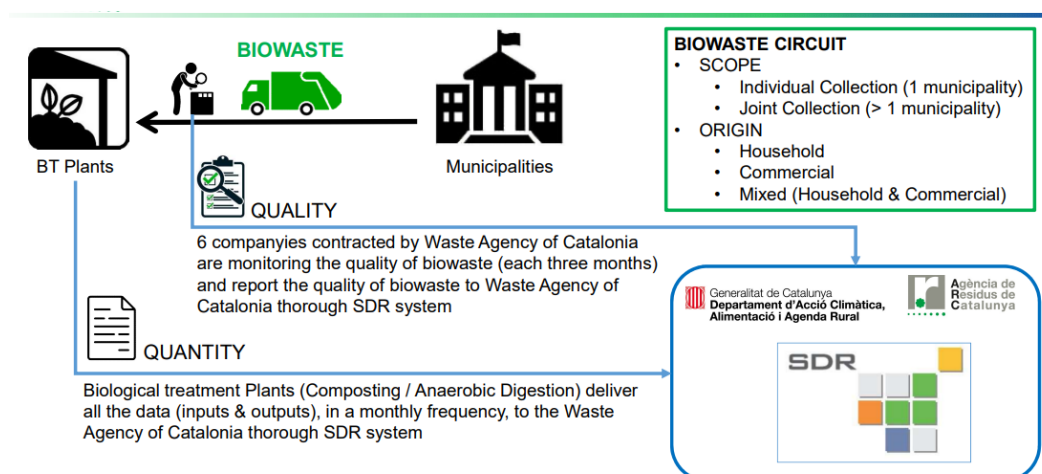 BIOWASTE
BT Plants
Municipalities
BIOWASTE CIRCUIT
• SCOPE
• Individual Collection (1 municipality)
• Joint Collection (> 1 municipality)
• ORIGIN
• Household
• Commercial
• Mixed (Household & Commercial)
QUALITY
6 companyies contracted by Waste Agency of Catalonia
are monitoring the quality of biowaste (each three months)
and report the quality of biowaste to Waste Agency of
Catalonia thorough SDR system
QUANTITY
Biological treatment Plants (Composting / Anaerobic Digestion) deliver
all the data (inputs & outputs), in a monthly frequency, to the Waste
Agency of Catalonia thorough SDR system
Generalitat de Catalunya
Departament d'Acció Climàtica,
Alimentació i Agenda Rural
Agència de
Residus de
Catalunya
SDR